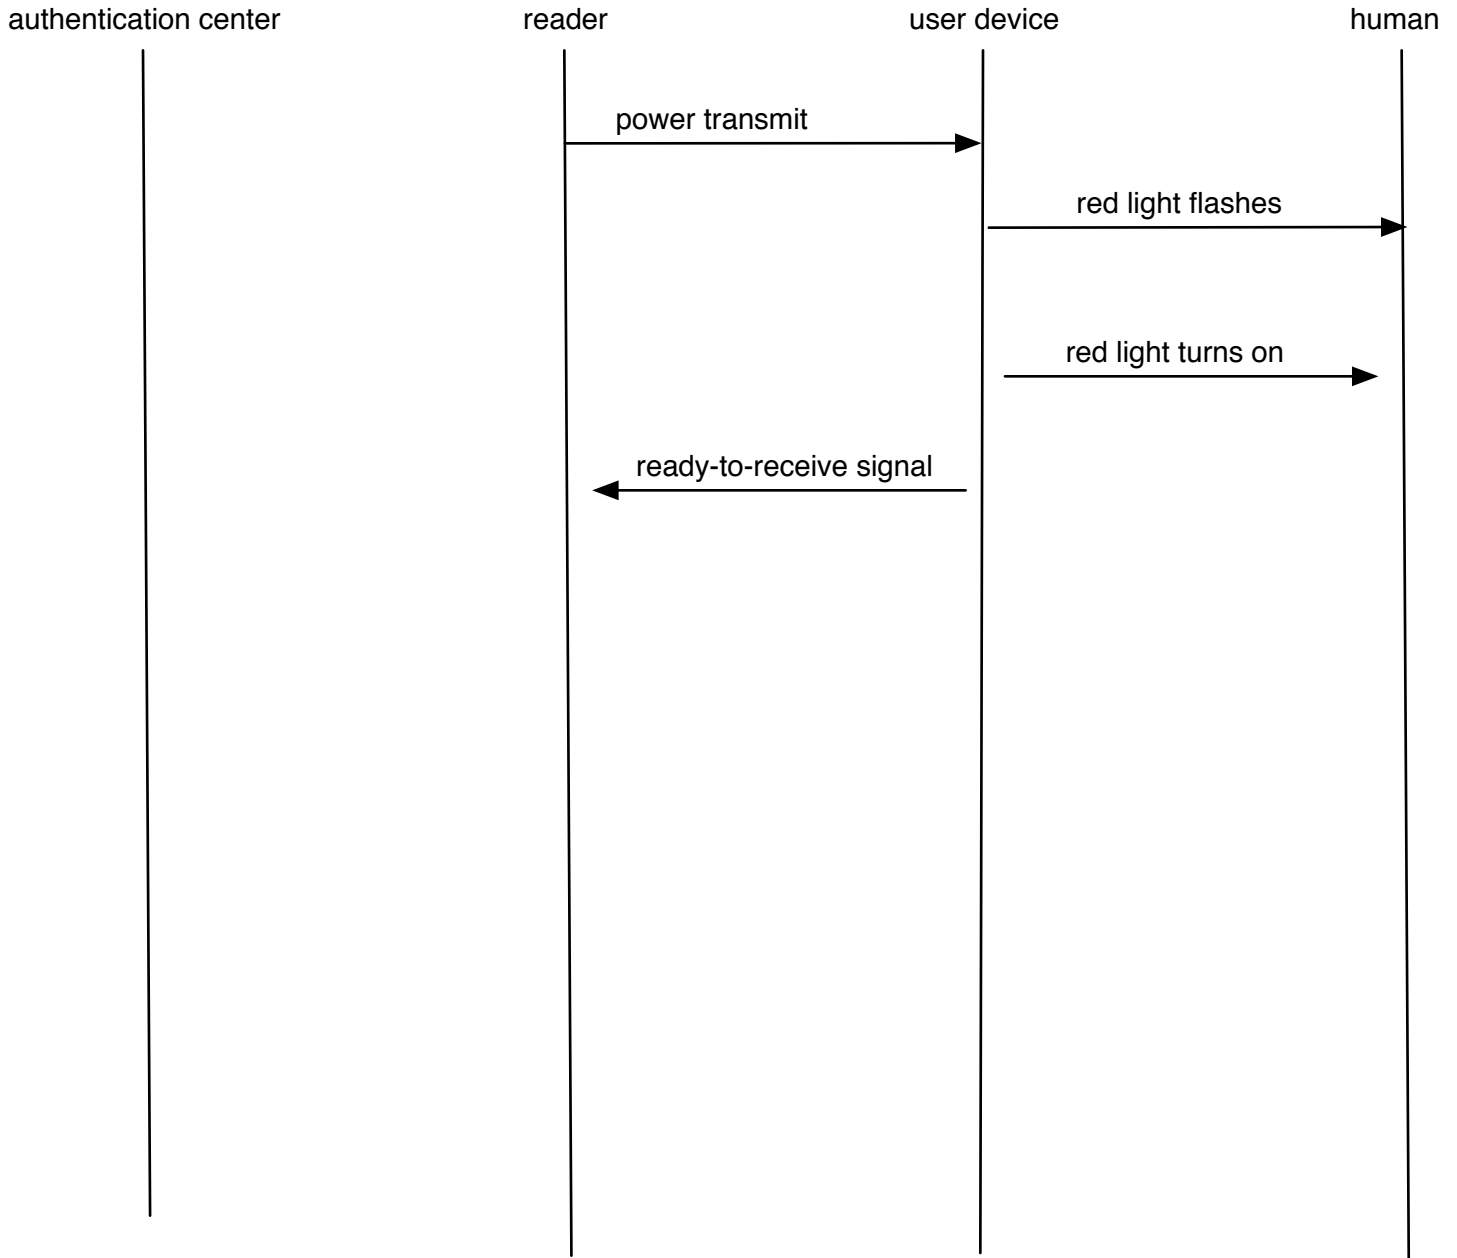 authentication center
reader
user device
human
power transmit
red light flashes
red light turns on
ready-to-receive signal